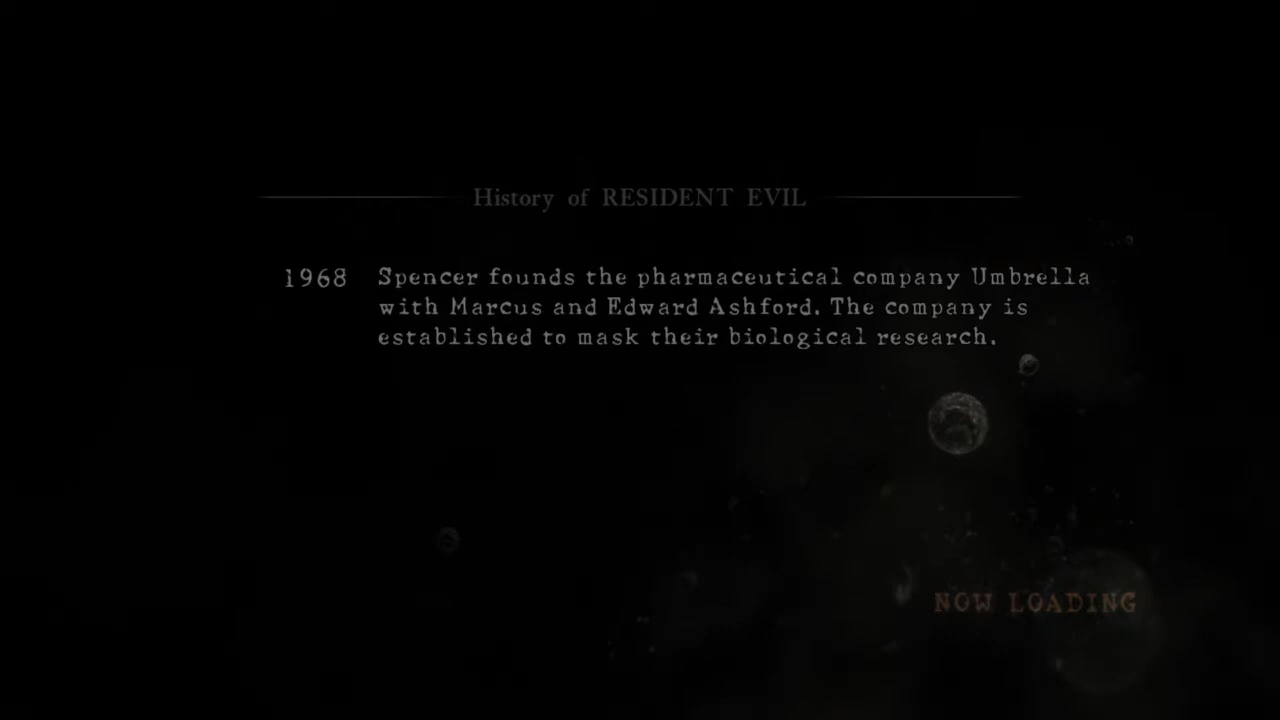 History of RESIDENT EVIL
1968 Spencer founds the pharmaceutical company Umbrella
with Marcus and Edward Ashford. The company is
established to mask their biological research.
NOW LOADING